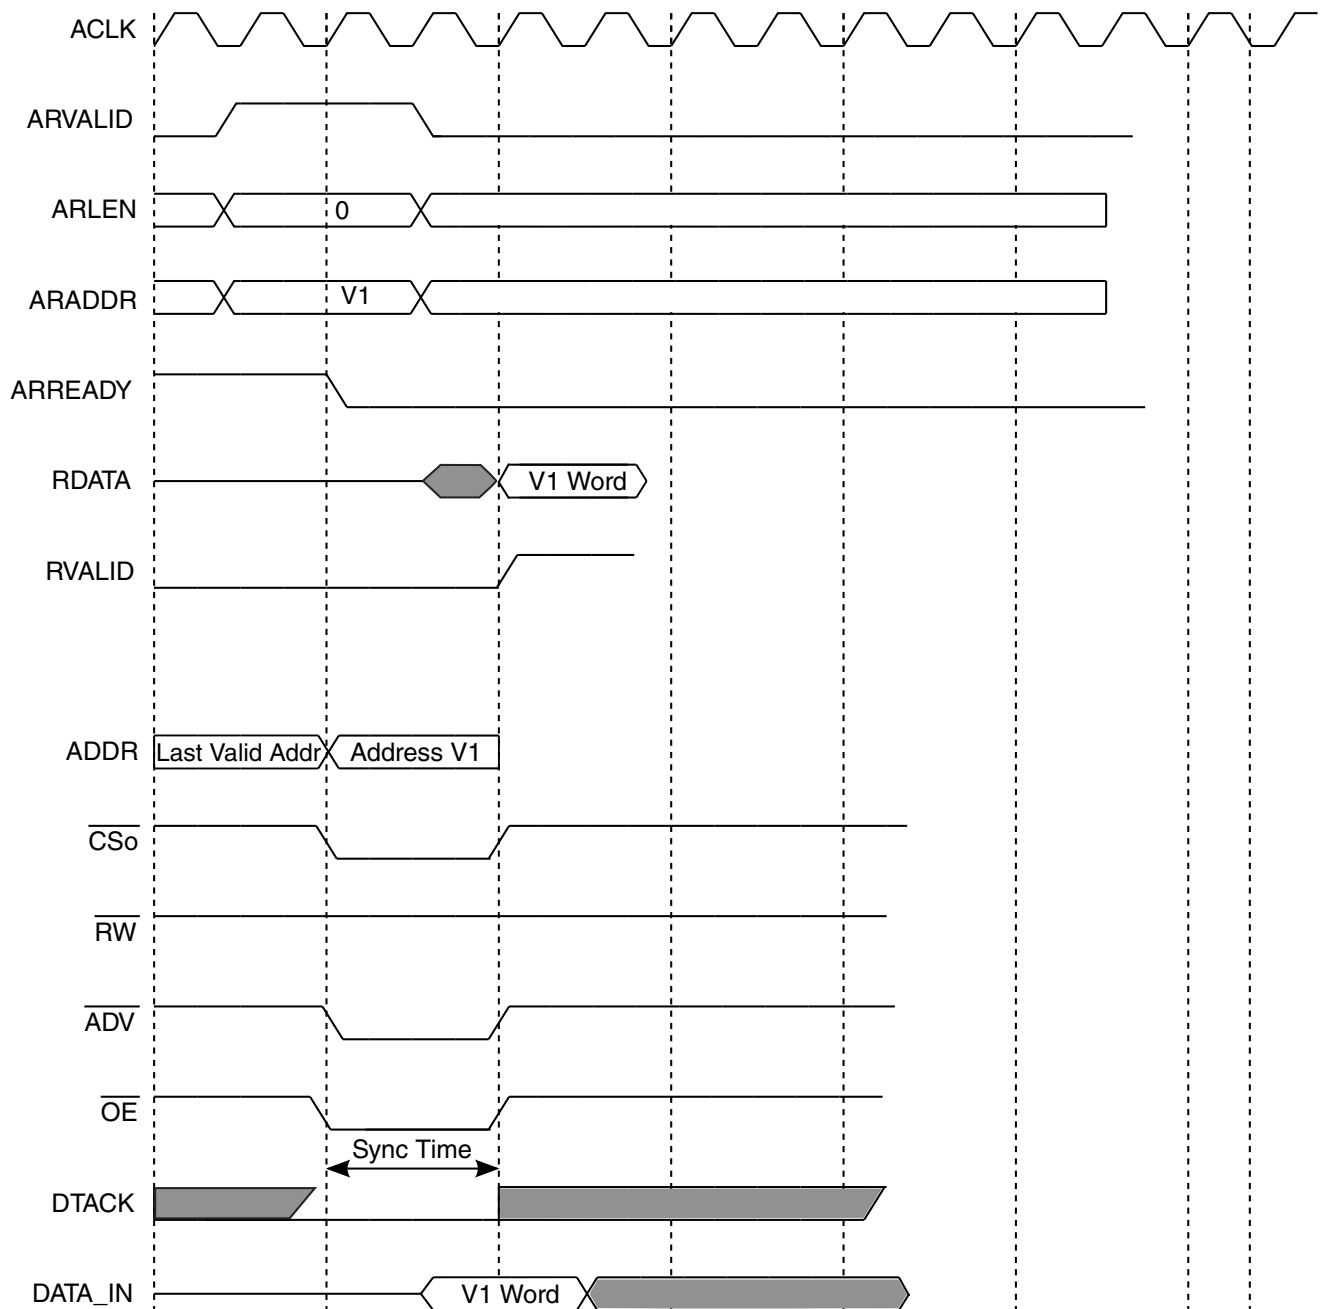 ACLK
ARVALID
ARLEN 0
ARADDR V1
ARREADY
RDATA V1 Word
RVALID
ADDR Last Valid Addr Address V1
CSo
RW
ADV
OE
Sync Time
DTACK
DATA_IN V1 Word